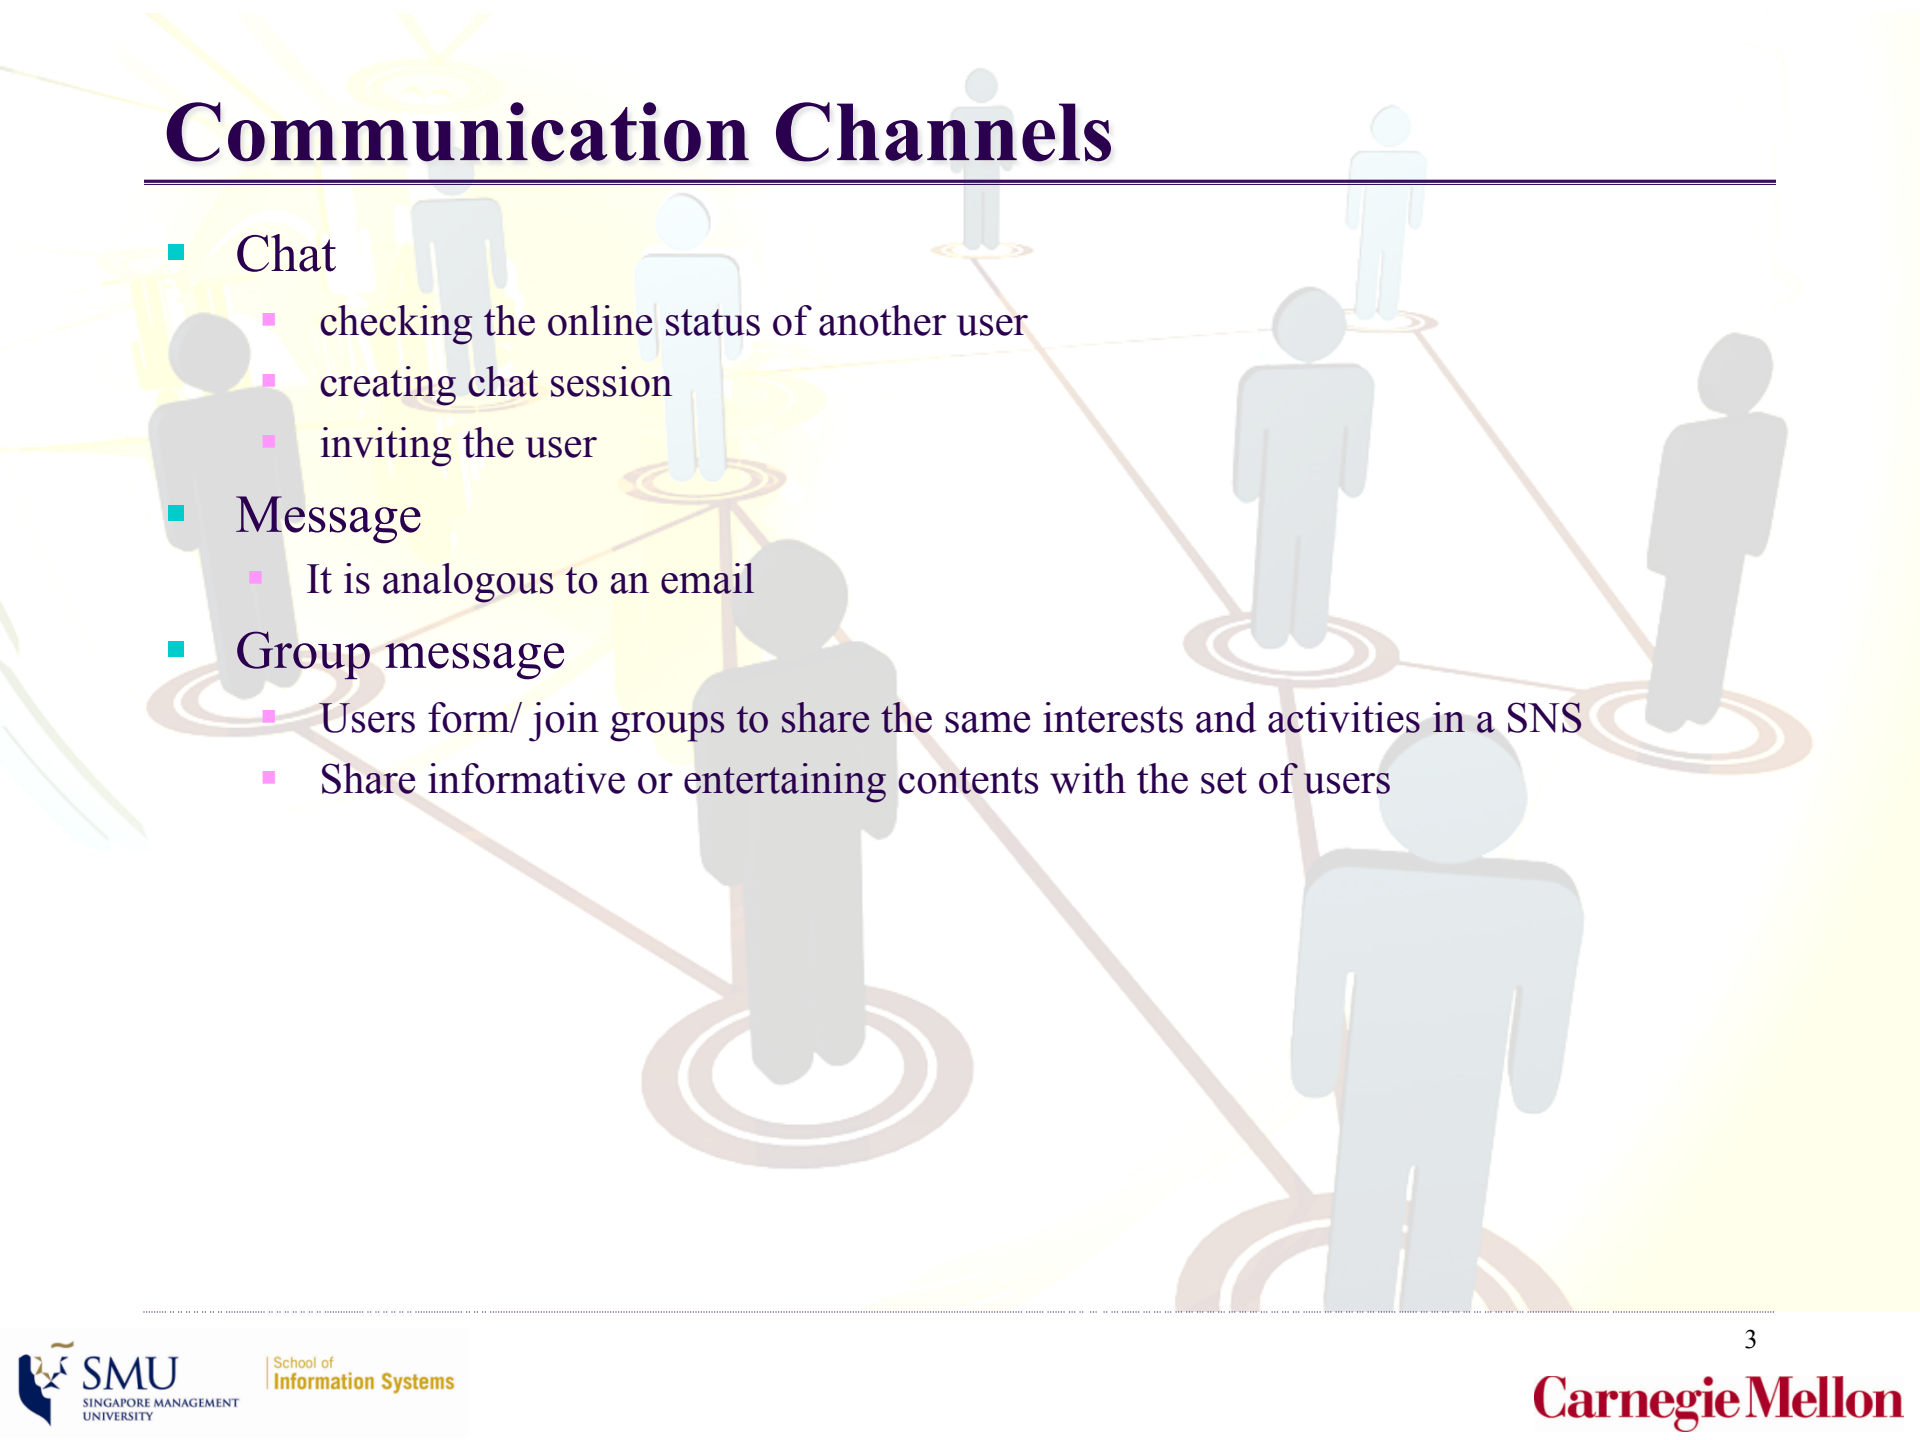 Communication Channels
Chat
checking the online status of another user
creating chat session
inviting the user
Message
It is analogous to an email
Group message
Users form/ join groups to share the same interests and activities in a SNS
Share informative or entertaining contents with the set of users
3
SMU
SINGAPORE MANAGEMENT
UNIVERSITY
School of
Information Systems
Carnegie Mellon